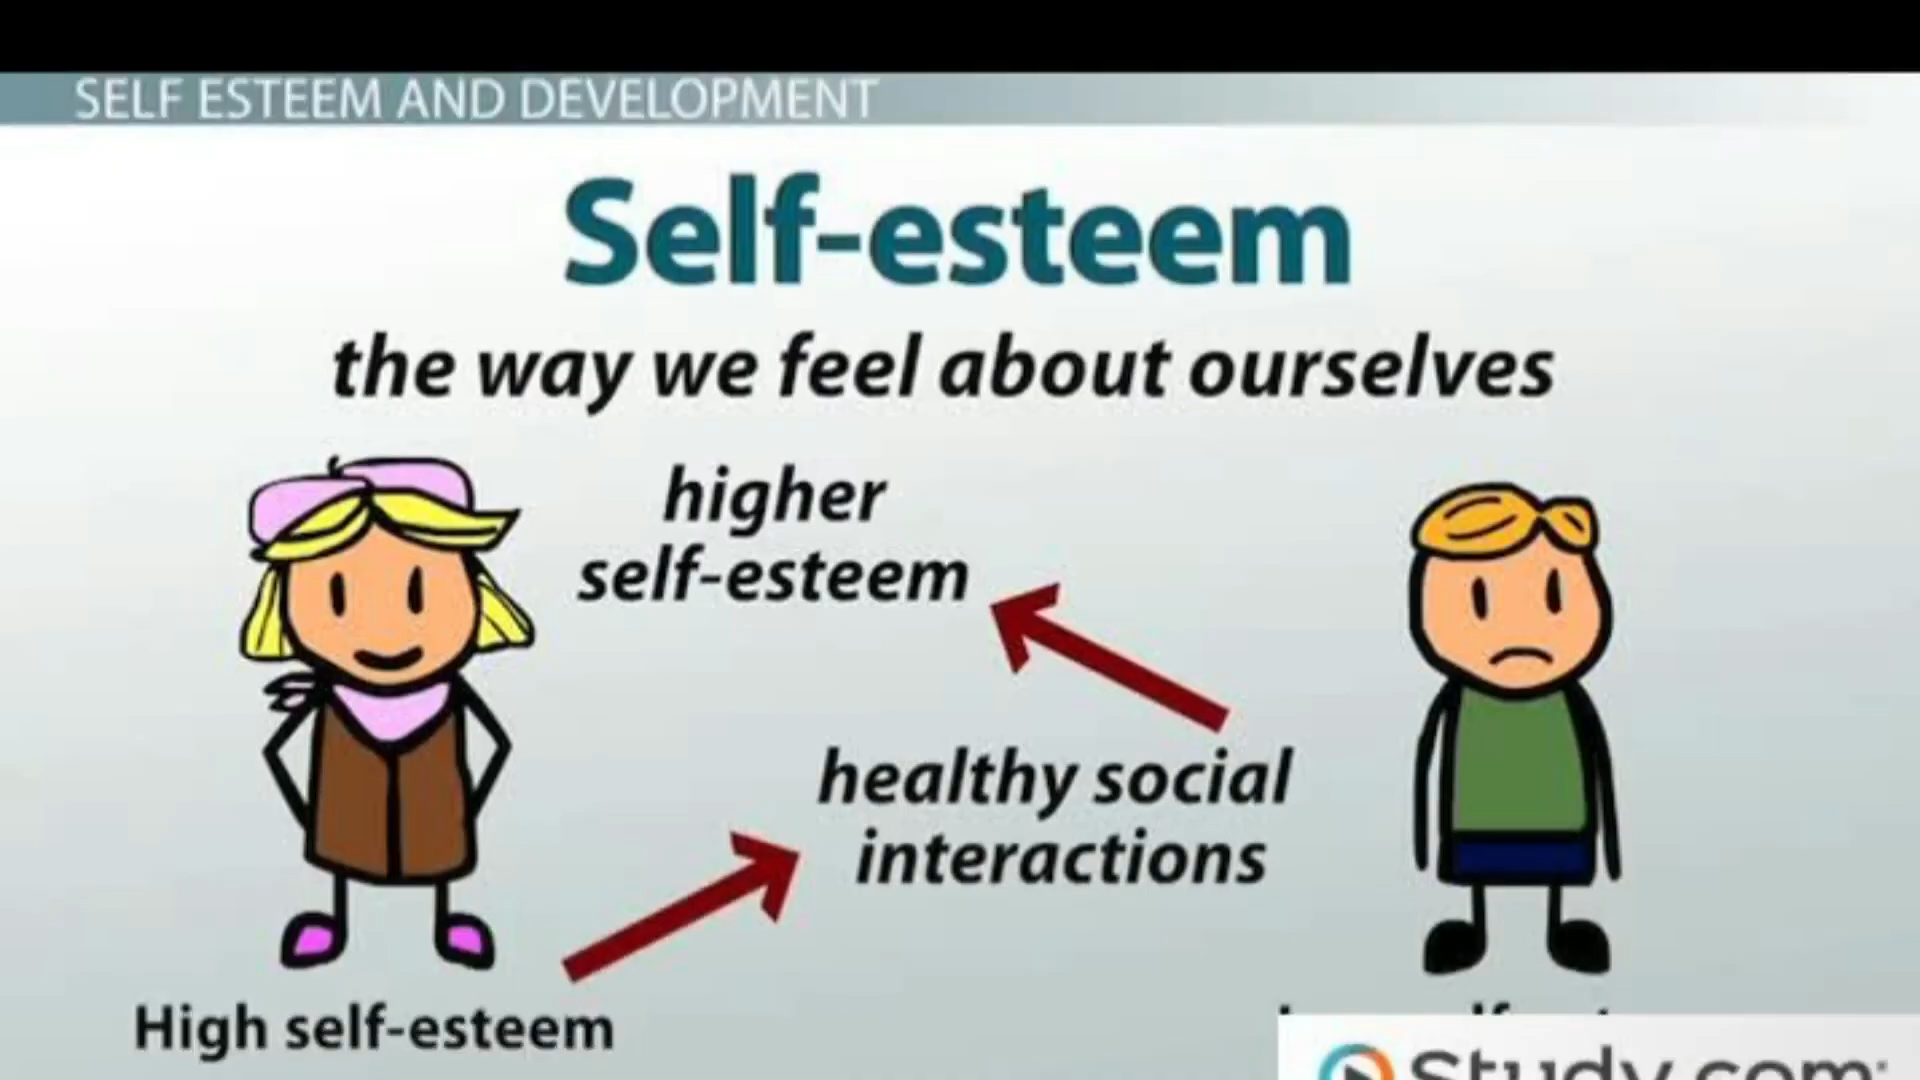 SELF ESTEEM AND DEVELOPMENT
Self-esteem
the way we feel about ourselves
higher
self-esteem
healthy social
interactions
High self-esteem
Study.com